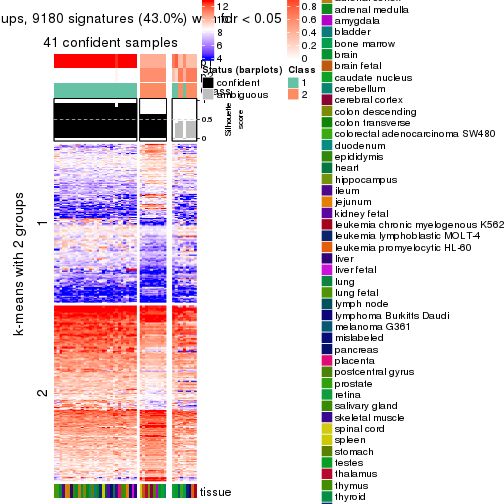 ups, 9180 signatures (43.0%) with fdr < 0.05
41 confident samples
12
10
8
6
4
0.8
0.6
0.4
0.2
0
Status (barplots)
confident
ambiguous
Class
1
2
1
0.5
0
Silhouette
score
k-means with 2 groups
1
2
tissue
adrenal medulla
amygdala
bladder
bone marrow
brain
brain fetal
caudate nucleus
cerebellum
cerebral cortex
colon descending
colon transverse
colorectal adenocarcinoma SW480
duodenum
epididymis
heart
hippocampus
ileum
jejunum
kidney fetal
leukemia chronic myelogenous K562
leukemia lymphoblastic MOLT-4
leukemia promyelocytic HL-60
liver
liver fetal
lung
lung fetal
lymph node
lymphoma Burkitts Daudi
melanoma G361
mislabeled
pancreas
placenta
postcentral gyrus
prostate
retina
salivary gland
skeletal muscle
spinal cord
spleen
stomach
testes
thalamus
thymus
thyroid